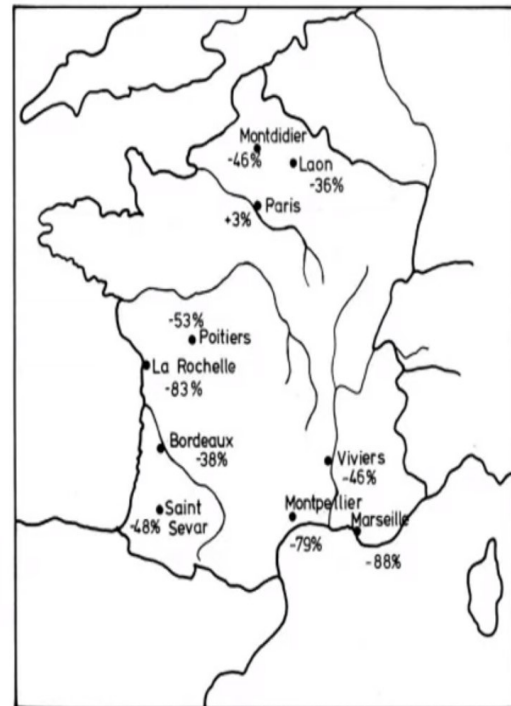 Montdidier
-46%
Laon
-36%
Paris
+3%
-53%
Poitiers
La Rochelle
-83%
Bordeaux
-38%
Viviers
-46%
Saint
-48% Sevar
Montpellier
-79%
Marseille
-88%